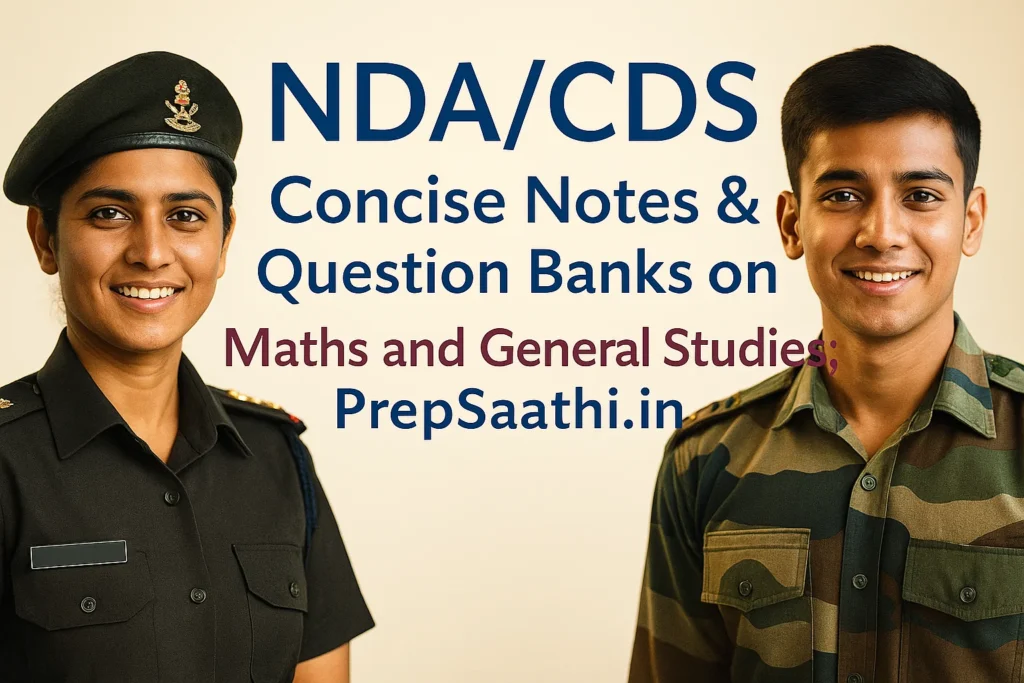 NDA/CDS
Concise Notes &
Question Banks on
Maths and General Studies;
PrepSaathi.in